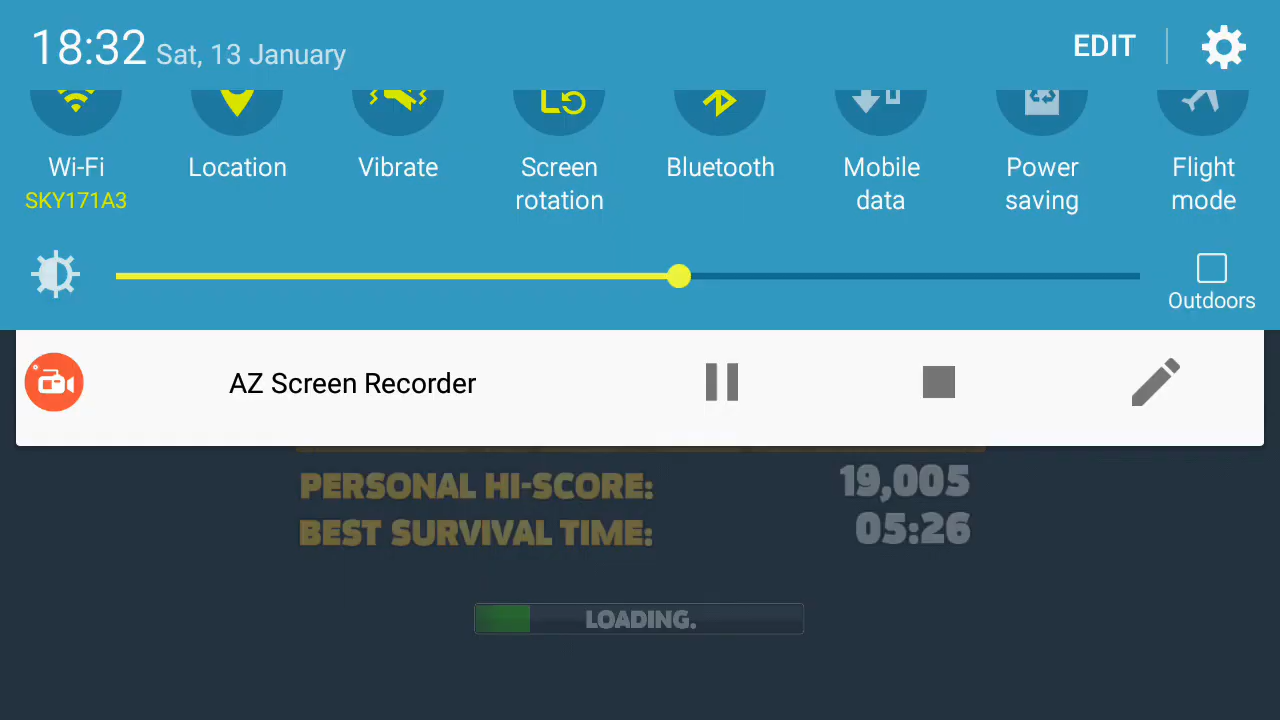 18:32 Sat, 13 January EDIT
Wi-Fi Location Vibrate Screen rotation Bluetooth Mobile data Power saving Flight mode
SKY171A3
Outdoors
AZ Screen Recorder
PERSONAL HI-SCORE: 19,005
BEST SURVIVAL TIME: 05:26
LOADING.